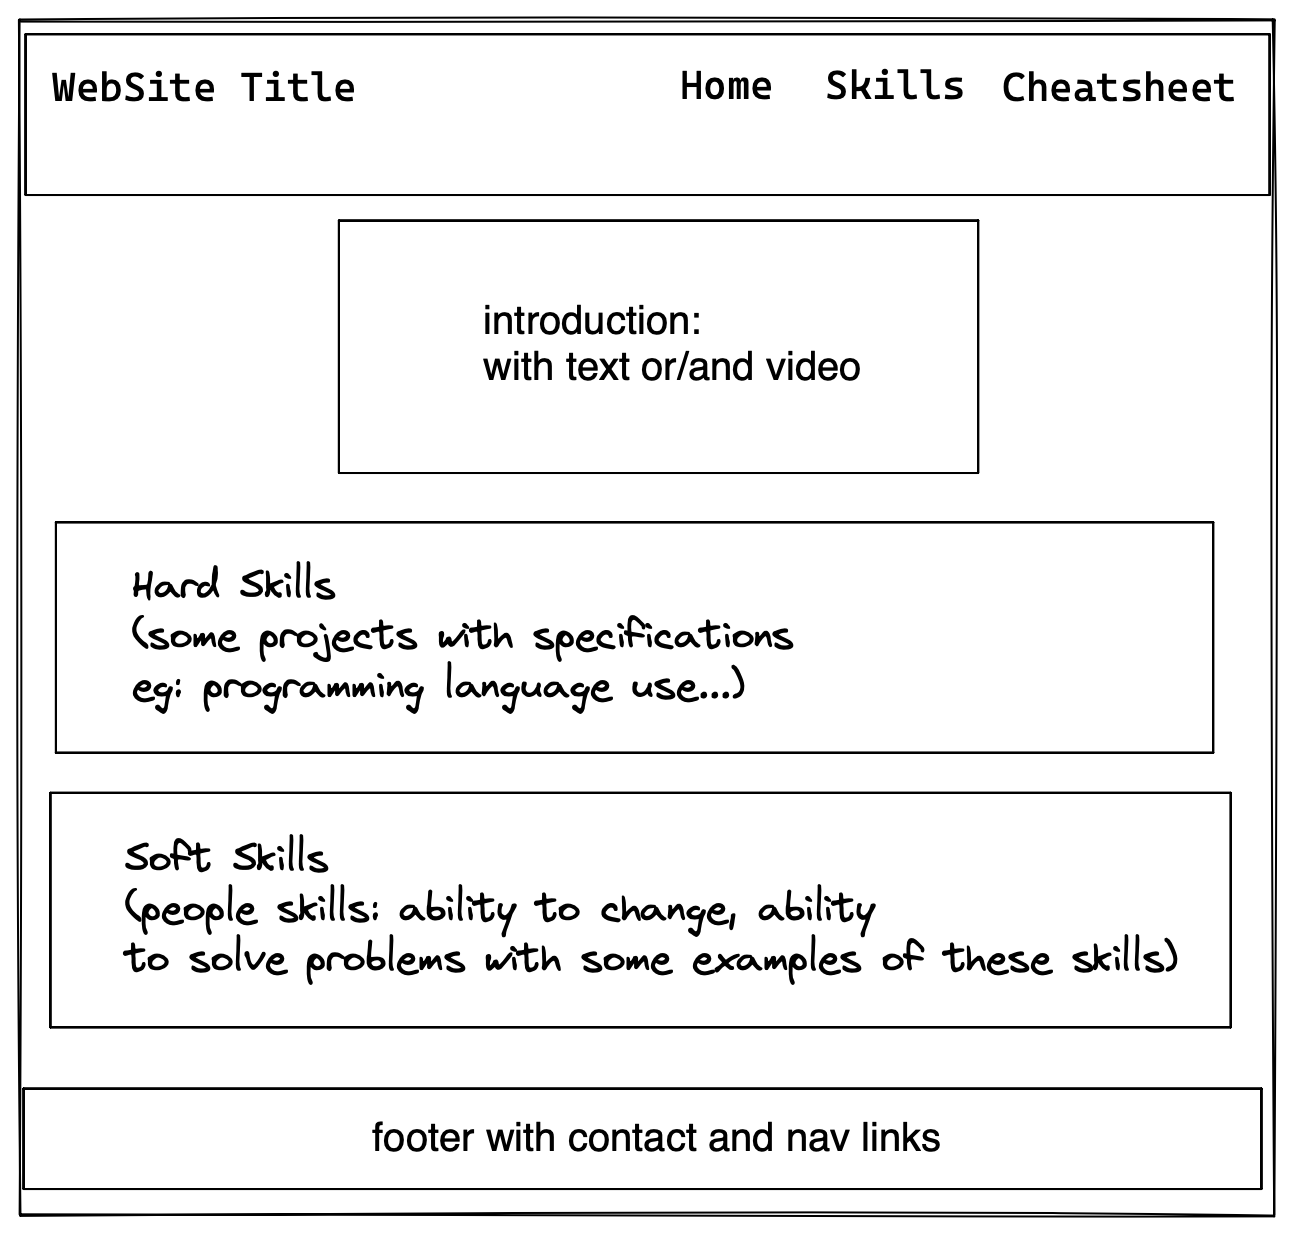 WebSite Title Home Skills Cheatsheet
introduction:
with text or/and video
Hard Skills
(some projects with specifications
eg: programming language use...)
Soft Skills
(people skills: ability to change, ability
to solve problems with some examples of these skills)
footer with contact and nav links